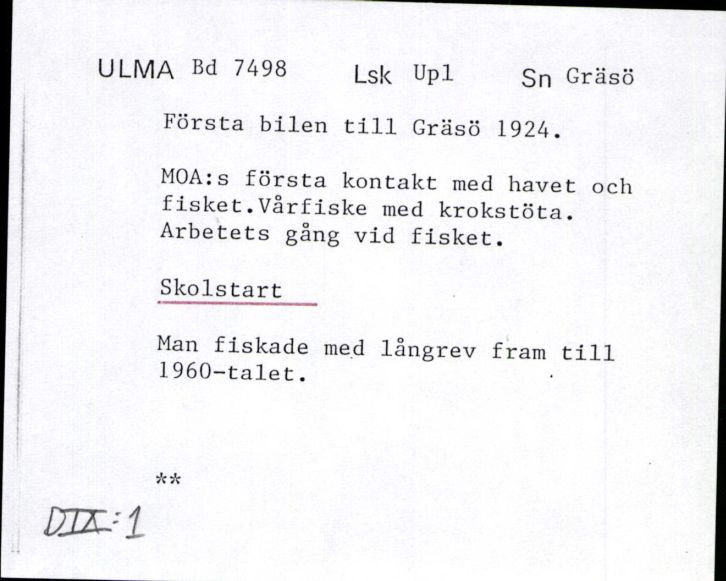 ULMA Bd 7498 Lsk Upl Sn Gräsö
Första bilen till Gräsö 1924.
MOA:s första kontakt med havet och
fisket.Vårfiske med krokstöta.
Arbetets gång vid fisket.
Skolstart
Man fiskade med långrev fram till
1960-talet.
**
DIX:1